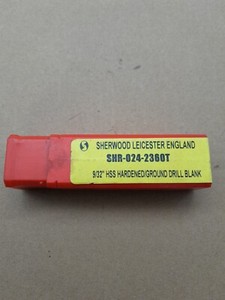 SHERWOOD LEICESTER ENGLAND
SHR-024-2360T
9/32" HSS HARDENED/GROUND DRILL BLANK